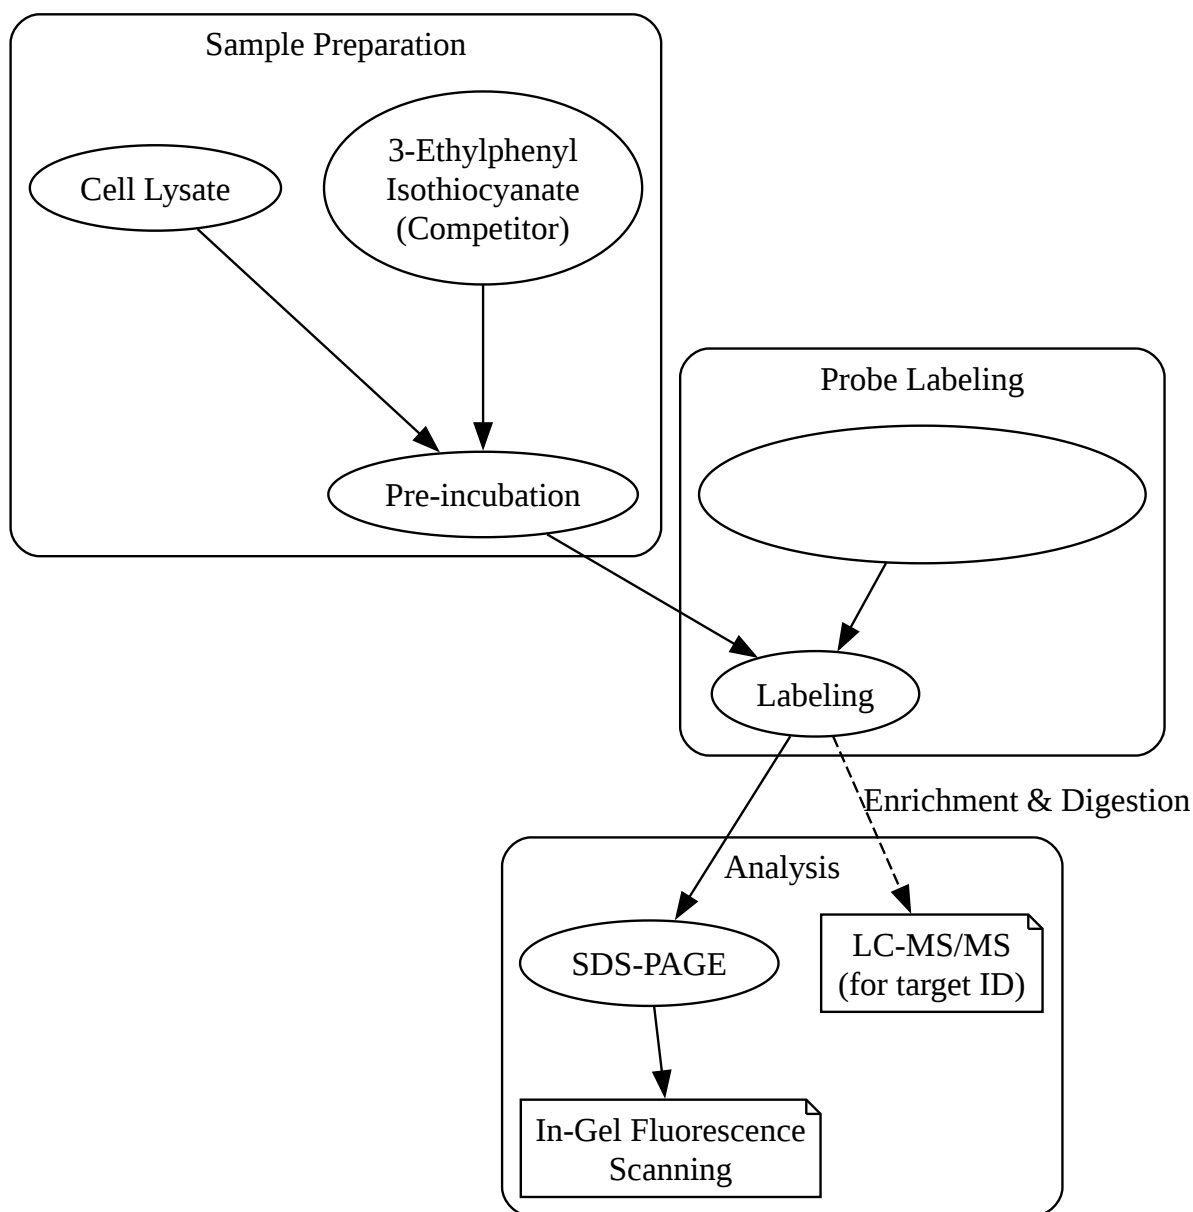 Sample Preparation
Cell Lysate
3-Ethylphenyl
Isothiocyanate
(Competitor)
Pre-incubation
Probe Labeling
Labeling
Enrichment & Digestion
Analysis
SDS-PAGE
LC-MS/MS
(for target ID)
In-Gel Fluorescence
Scanning